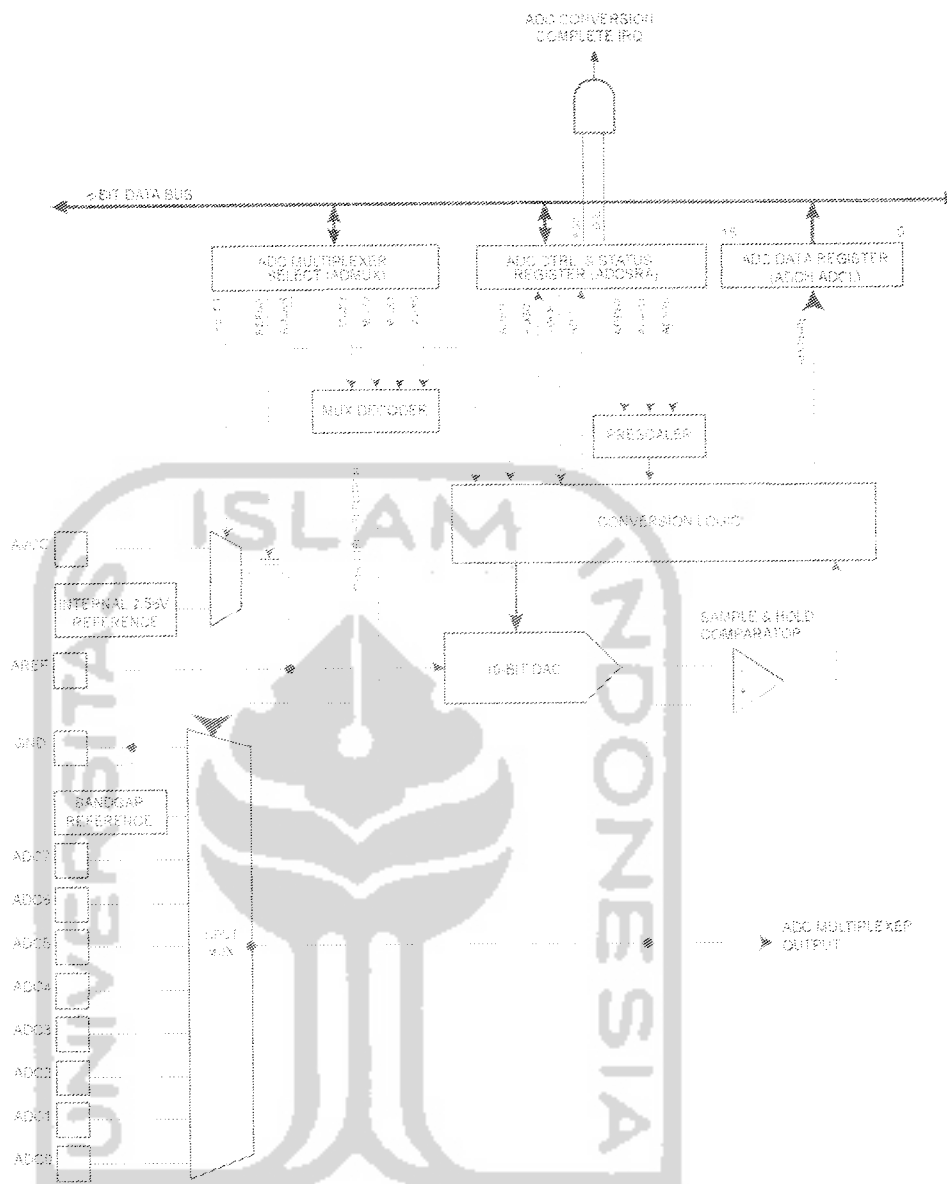 ADC CONVERSION
COMPLETE IRQ
8-BIT DATA BUS
15
0
ADC MULTIPLEXER
SELECT (ADMUX)
ADC CTRL. & STATUS
REGISTER (ADCSRA)
ADC DATA REGISTER
(ADCH/ADCL)
MUX DECODER
PRESCALER
CONVERSION LOGIC
AVCC
INTERNAL 2.56V
REFERENCE
SAMPLE & HOLD
COMPARATOR
AREF
10-BIT DAC
GND
BANDGAP
REFERENCE
ADC7
ADC6
ADC5
INPUT
MUX
ADC MULTIPLEXER
OUTPUT
ADC4
ADC3
ADC2
ADC1
ADC0
UNIVERSITAS
ISLAM
INDONESIA